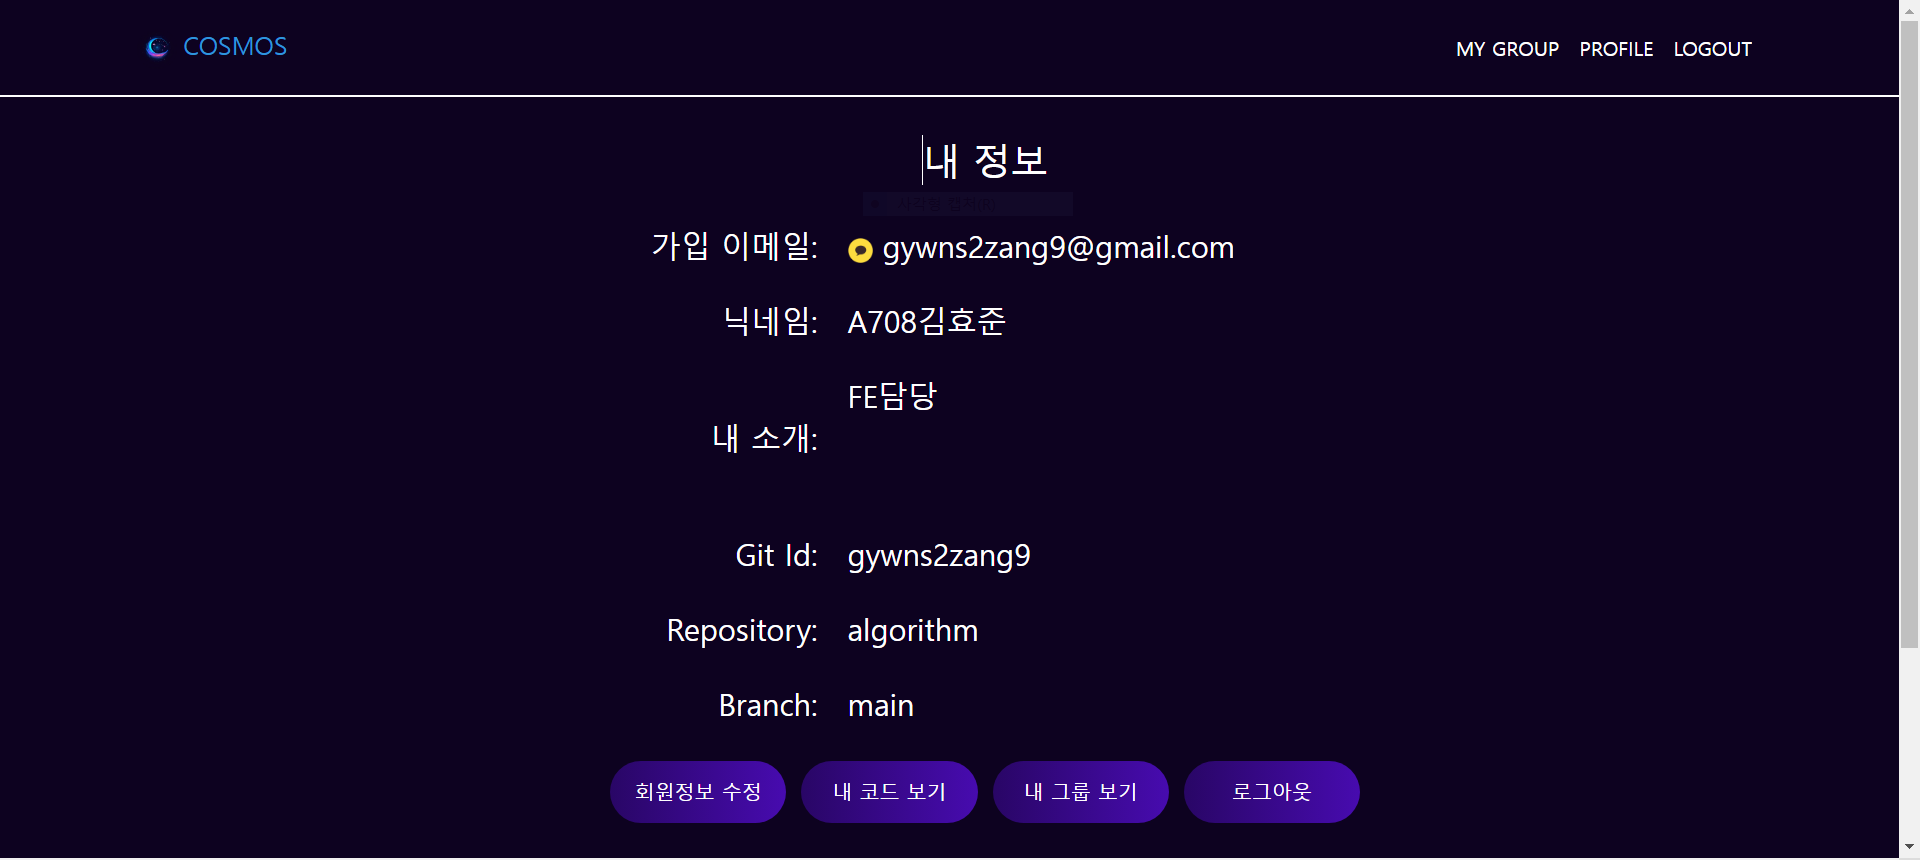 COSMOS
MY GROUP PROFILE LOGOUT
내 정보
가입 이메일: gywns2zang9@gmail.com
닉네임: A708김효준
내 소개: FE담당
Git Id: gywns2zang9
Repository: algorithm
Branch: main
회원정보 수정 내 코드 보기 내 그룹 보기 로그아웃